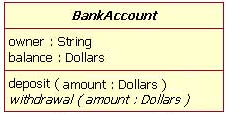 BankAccount
owner : String
balance : Dollars
deposit ( amount : Dollars )
withdrawal ( amount : Dollars )